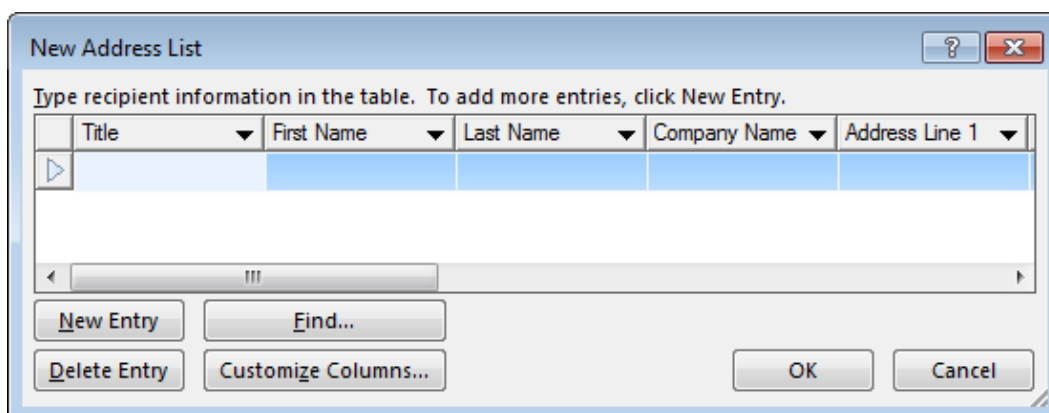 New Address List
Type recipient information in the table. To add more entries, click New Entry.
Title First Name Last Name Company Name Address Line 1
New Entry Find...
Delete Entry Customize Columns... OK Cancel